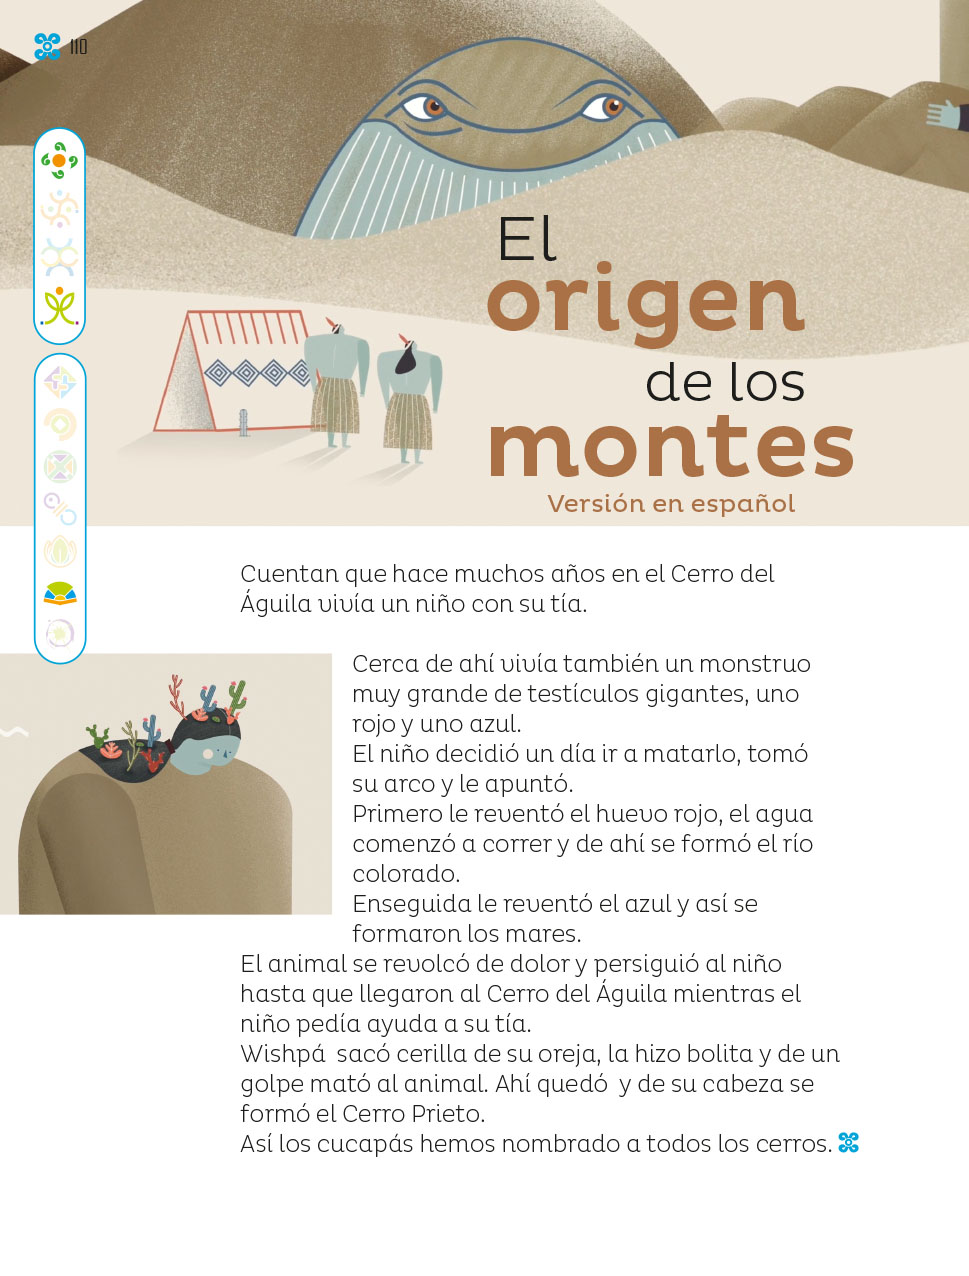 110
El
origen
de los
montes
Versión en español
Cuentan que hace muchos años en el Cerro del
Águila vivía un niño con su tía.
Cerca de ahí vivía también un monstruo
muy grande de testículos gigantes, uno
rojo y uno azul.
El niño decidió un día ir a matarlo, tomó
su arco y le apuntó.
Primero le reventó el huevo rojo, el agua
comenzó a correr y de ahí se formó el río
colorado.
Enseguida le reventó el azul y así se
formaron los mares.
El animal se revolcó de dolor y persiguió al niño
hasta que llegaron al Cerro del Águila mientras el
niño pedía ayuda a su tía.
Wishpá  sacó cerilla de su oreja, la hizo bolita y de un
golpe mató al animal. Ahí quedó  y de su cabeza se
formó el Cerro Prieto.
Así los cucapás hemos nombrado a todos los cerros.